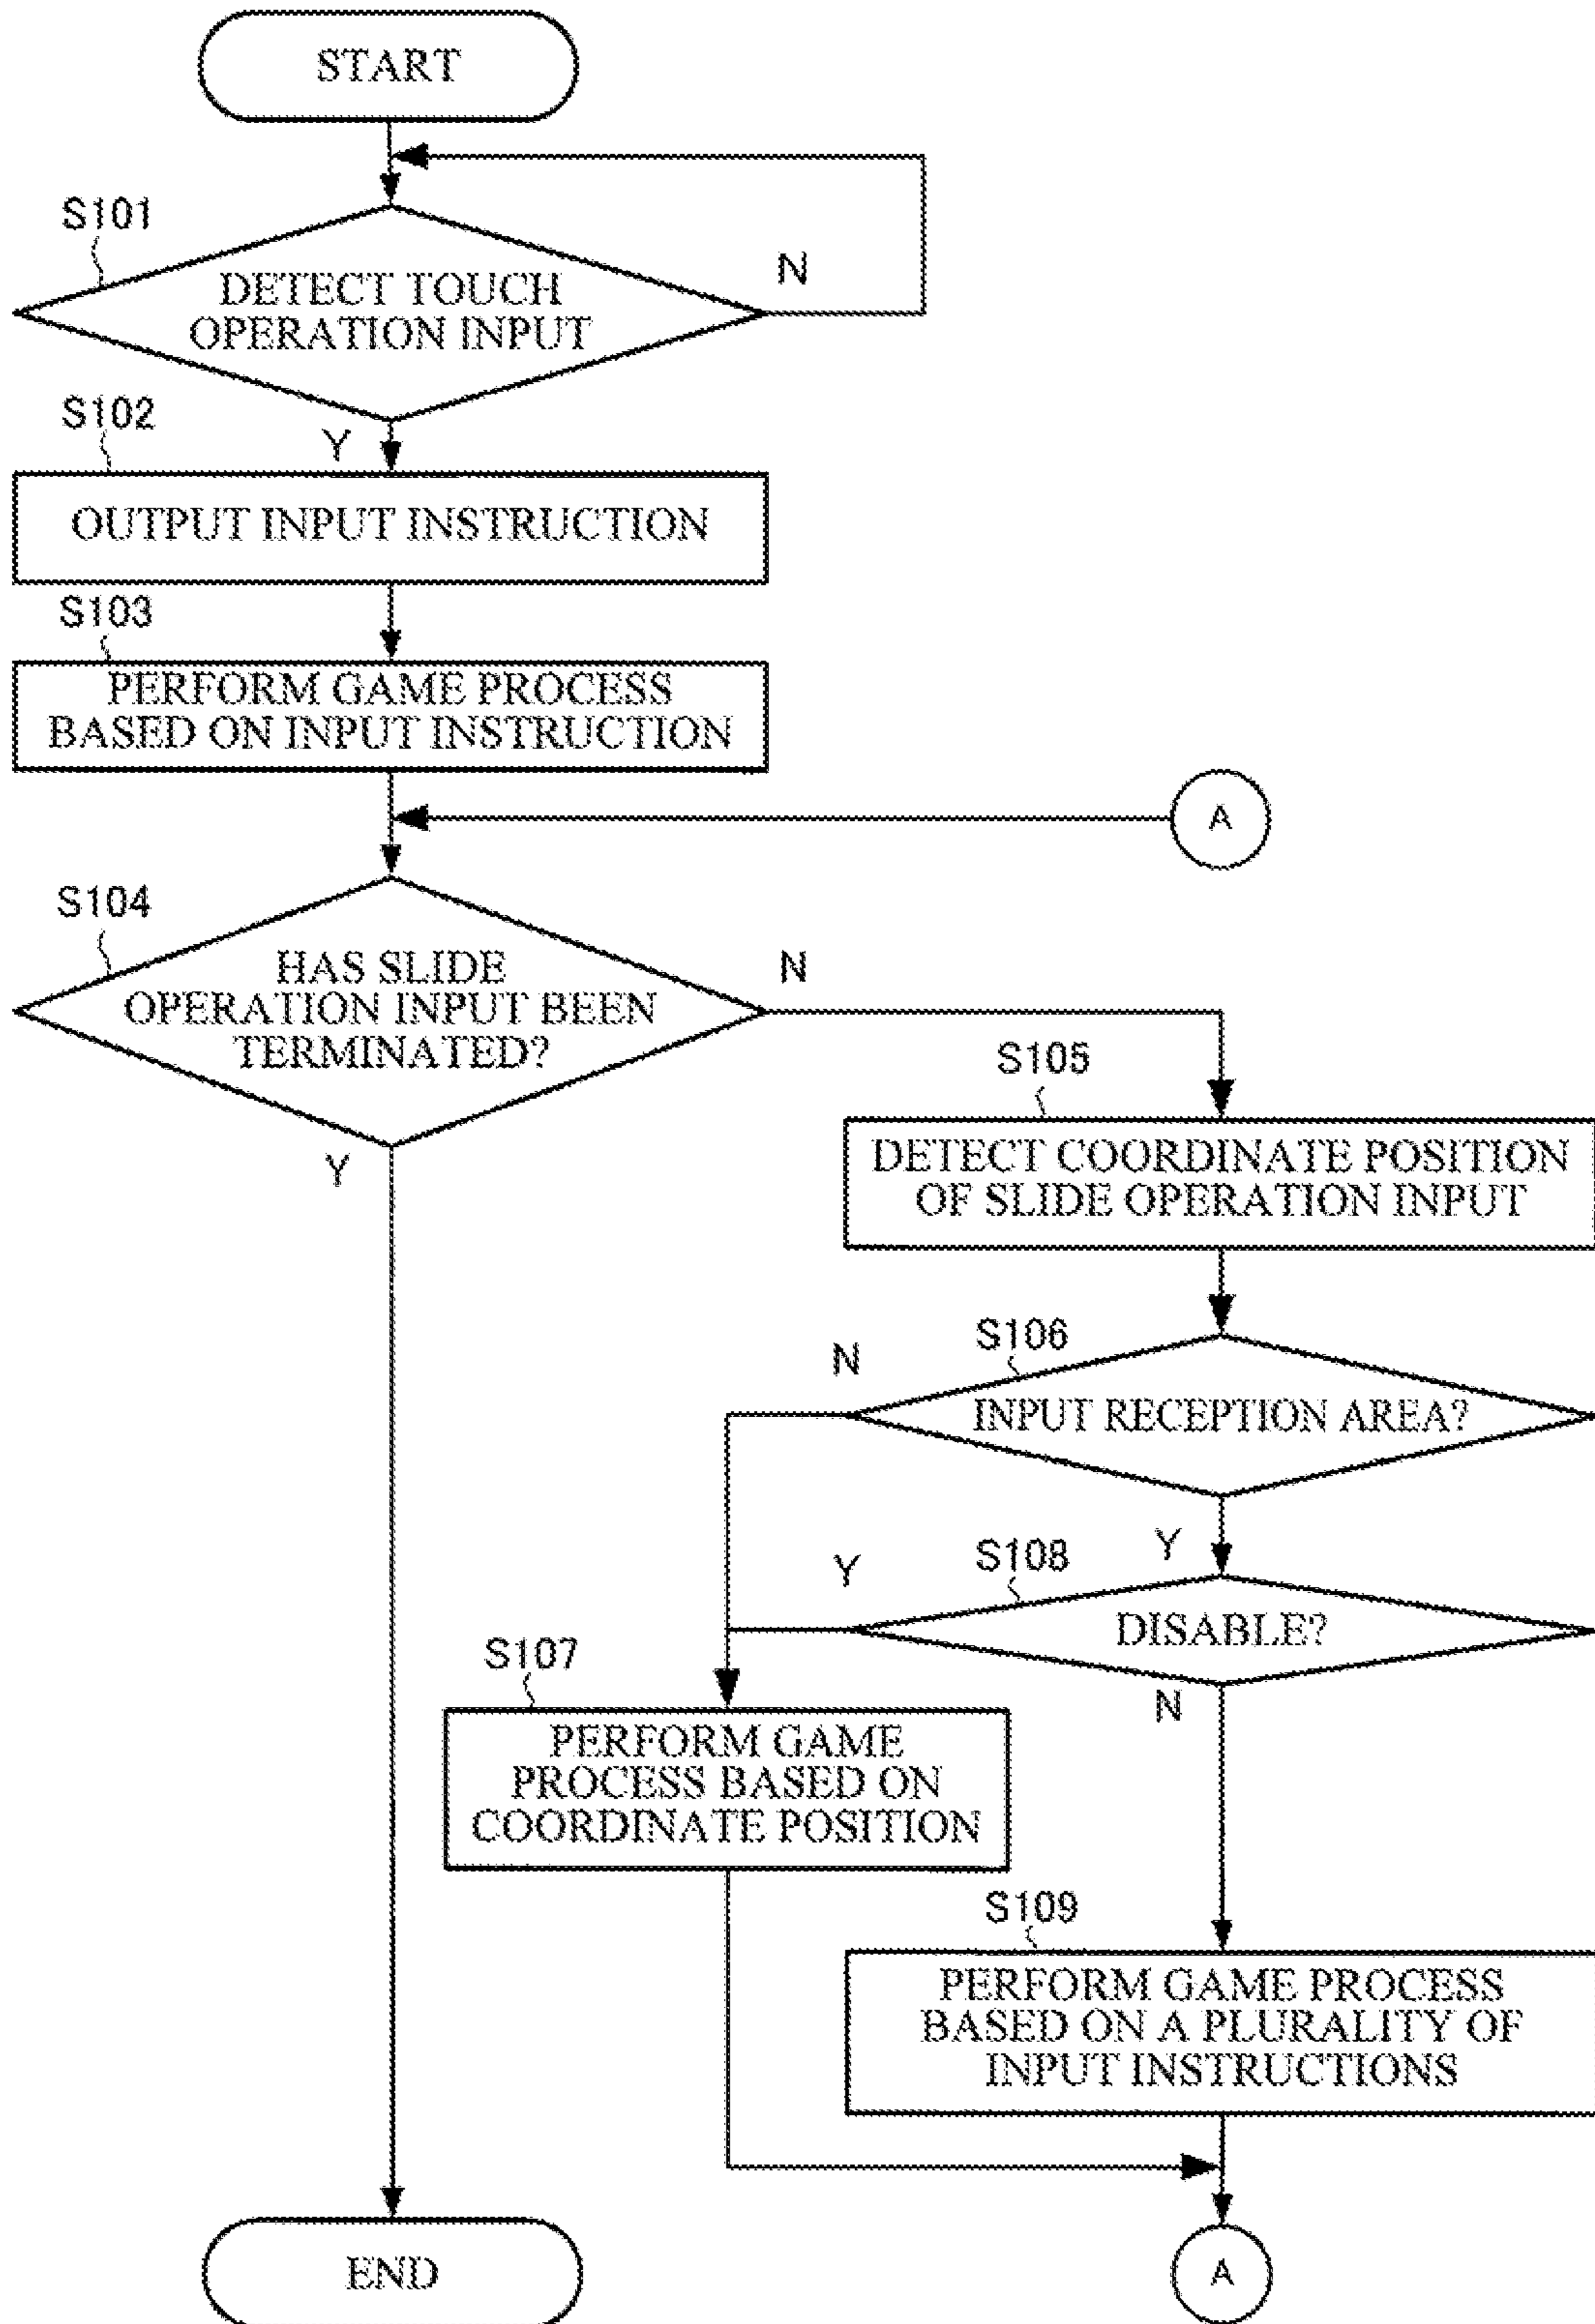 START
S101
DETECT TOUCH
OPERATION INPUT
N
Y
S102
OUTPUT INPUT INSTRUCTION
S103
PERFORM GAME PROCESS
BASED ON INPUT INSTRUCTION
A
S104
HAS SLIDE
OPERATION INPUT BEEN
TERMINATED?
N
Y
S105
DETECT COORDINATE POSITION
OF SLIDE OPERATION INPUT
S106
INPUT RECEPTION AREA?
N
Y
S108
DISABLE?
Y
N
S107
PERFORM GAME
PROCESS BASED ON
COORDINATE POSITION
S109
PERFORM GAME PROCESS
BASED ON A PLURALITY OF
INPUT INSTRUCTIONS
END
A